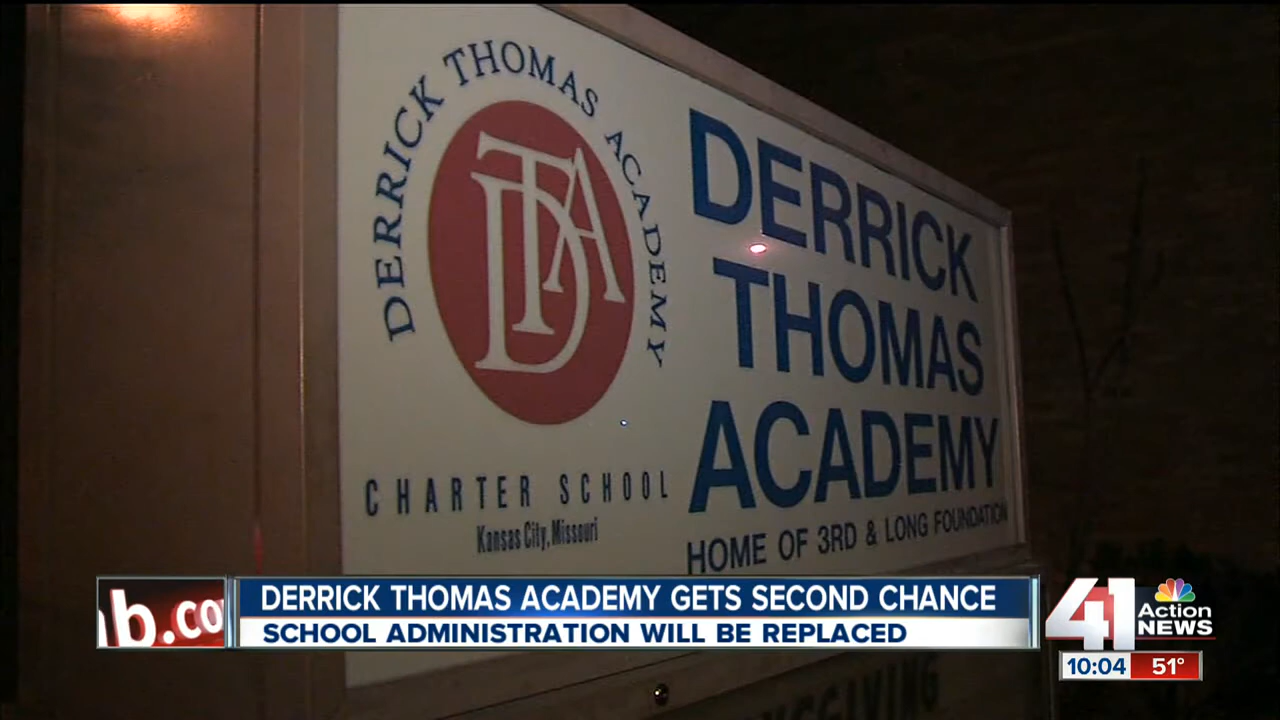 DERRICK THOMAS ACADEMY
DTA
CHARTER SCHOOL
Kansas City, Missouri
DERRICK
THOMAS
ACADEMY
HOME OF 3RD & LONG FOUNDATION
b.co
DERRICK THOMAS ACADEMY GETS SECOND CHANCE
SCHOOL ADMINISTRATION WILL BE REPLACED
41
Action
NEWS
10:04 51°